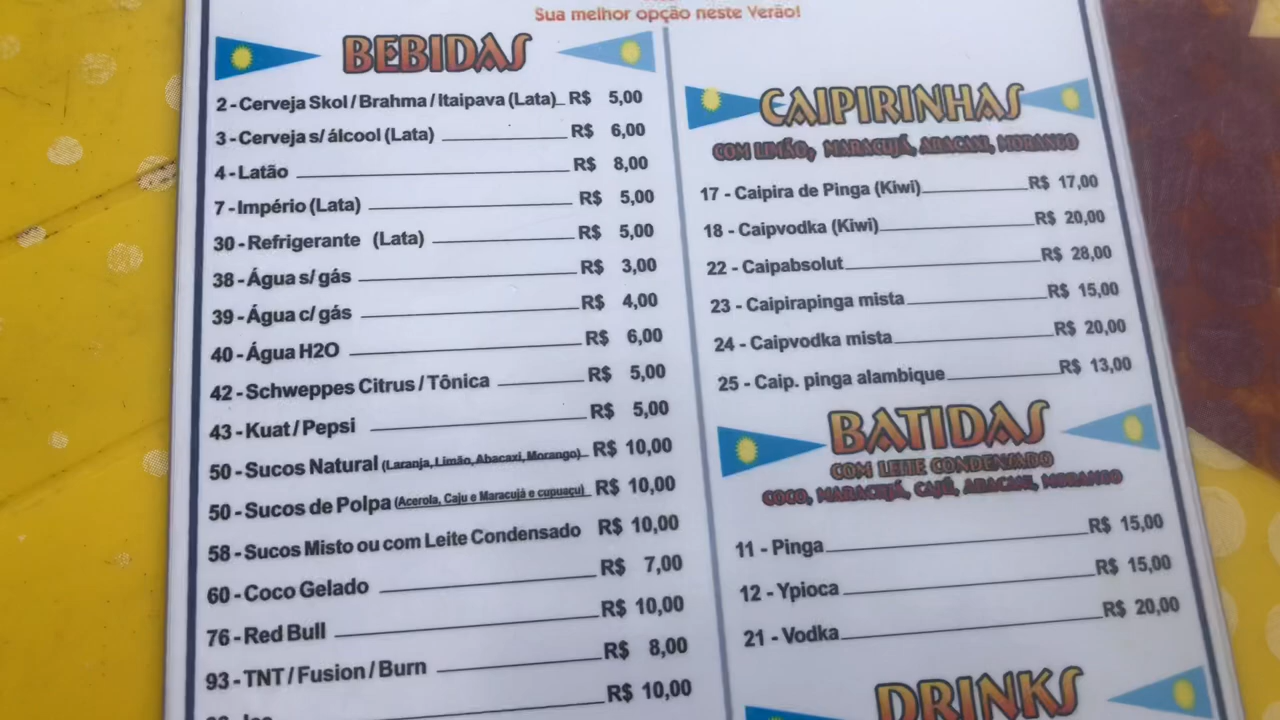 Sua melhor opção neste Verão!
BEBIDAS
2 - Cerveja Skol / Brahma / Itaipava (Lata) R$ 5,00
3 - Cerveja s/ álcool (Lata) R$ 6,00
4 - Latão R$ 8,00
7 - Império (Lata) R$ 5,00
30 - Refrigerante (Lata) R$ 5,00
38 - Água s/ gás R$ 3,00
39 - Água c/ gás R$ 4,00
40 - Água H2O R$ 6,00
42 - Schweppes Citrus / Tônica R$ 5,00
43 - Kuat / Pepsi R$ 5,00
50 - Sucos Natural (Laranja, Limão, Abacaxi, Morango) R$ 10,00
50 - Sucos de Polpa (Acerola, Caju e Maracujá e cupuaçu) R$ 10,00
58 - Sucos Misto ou com Leite Condensado R$ 10,00
60 - Coco Gelado R$ 7,00
76 - Red Bull R$ 10,00
93 - TNT / Fusion / Burn R$ 8,00
R$ 10,00
CAIPIRINHAS
COM LIMÃO, MARACUJÁ, ABACAXI, MORANGO
17 - Caipira de Pinga (Kiwi) R$ 17,00
18 - Caipvodka (Kiwi) R$ 20,00
22 - Caipabsolut R$ 28,00
23 - Caipirapinga mista R$ 15,00
24 - Caipvodka mista R$ 20,00
25 - Caip. pinga alambique R$ 13,00
BATIDAS
COM LEITE CONDENSADO
COCO, MARACUJÁ, CAJÚ, ABACAXI, MORANGO
11 - Pinga R$ 15,00
12 - Ypioca R$ 15,00
21 - Vodka R$ 20,00
DRINKS